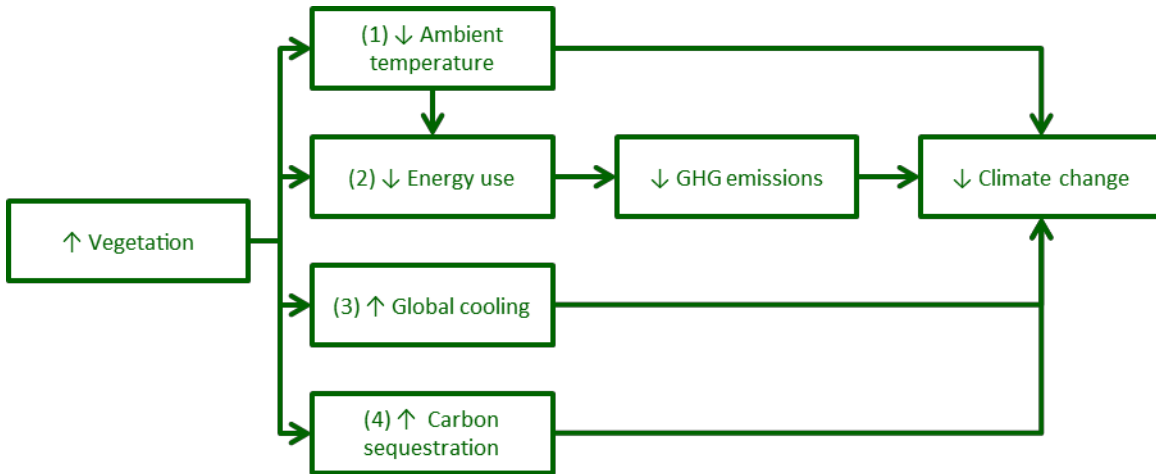 (1) ↓ Ambient
temperature
(2) ↓ Energy use
↓ GHG emissions
↓ Climate change
↑ Vegetation
(3) ↑ Global cooling
(4) ↑ Carbon
sequestration